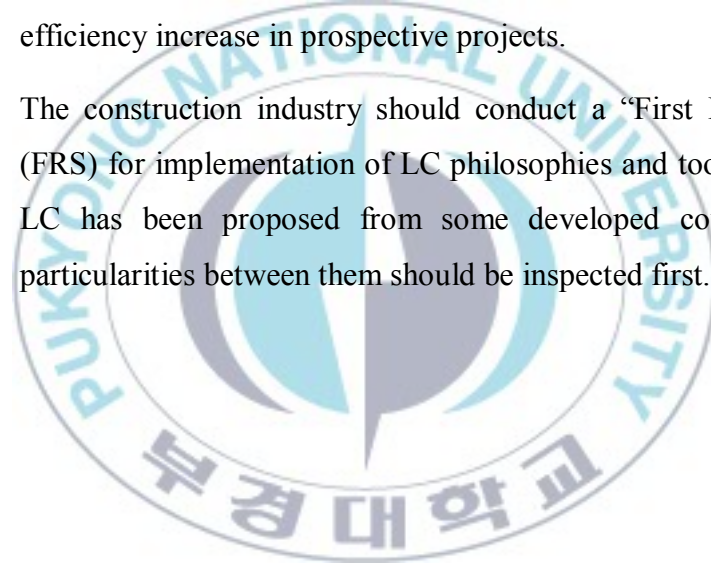 efficiency increase in prospective projects.
The construction industry should conduct a “First
(FRS) for implementation of LC philosophies and
LC has been proposed from some developed
particularities between them should be inspected first.
PUKYONG NATIONAL UNIVERSITY
부경대학교